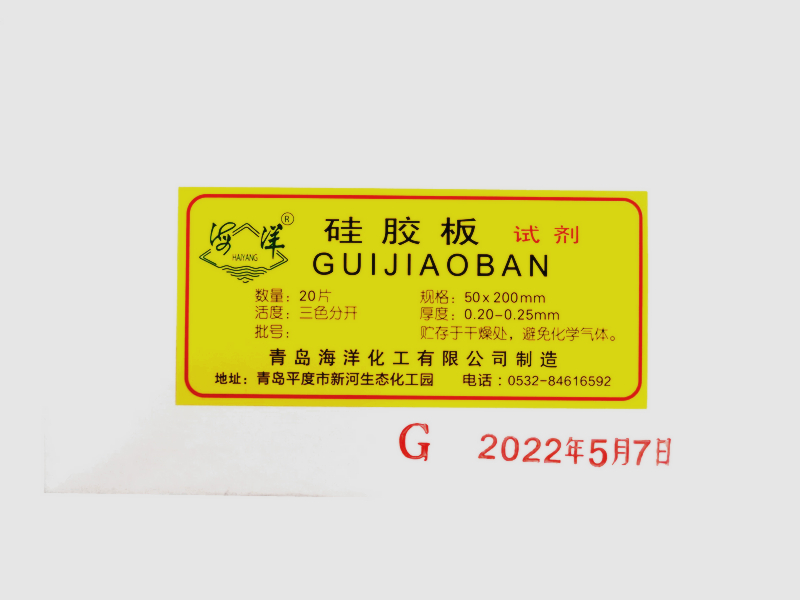 海洋®
HAIYANG
硅胶板 试剂
GUIJIAOBAN
数量：20片 规格：50×200mm
活度：三色分开 厚度：0.20-0.25mm
批号： 贮存于干燥处，避免化学气体。
青岛海洋化工有限公司制造
地址：青岛平度市新河生态化工园 电话：0532-84616592
G 2022年5月7日